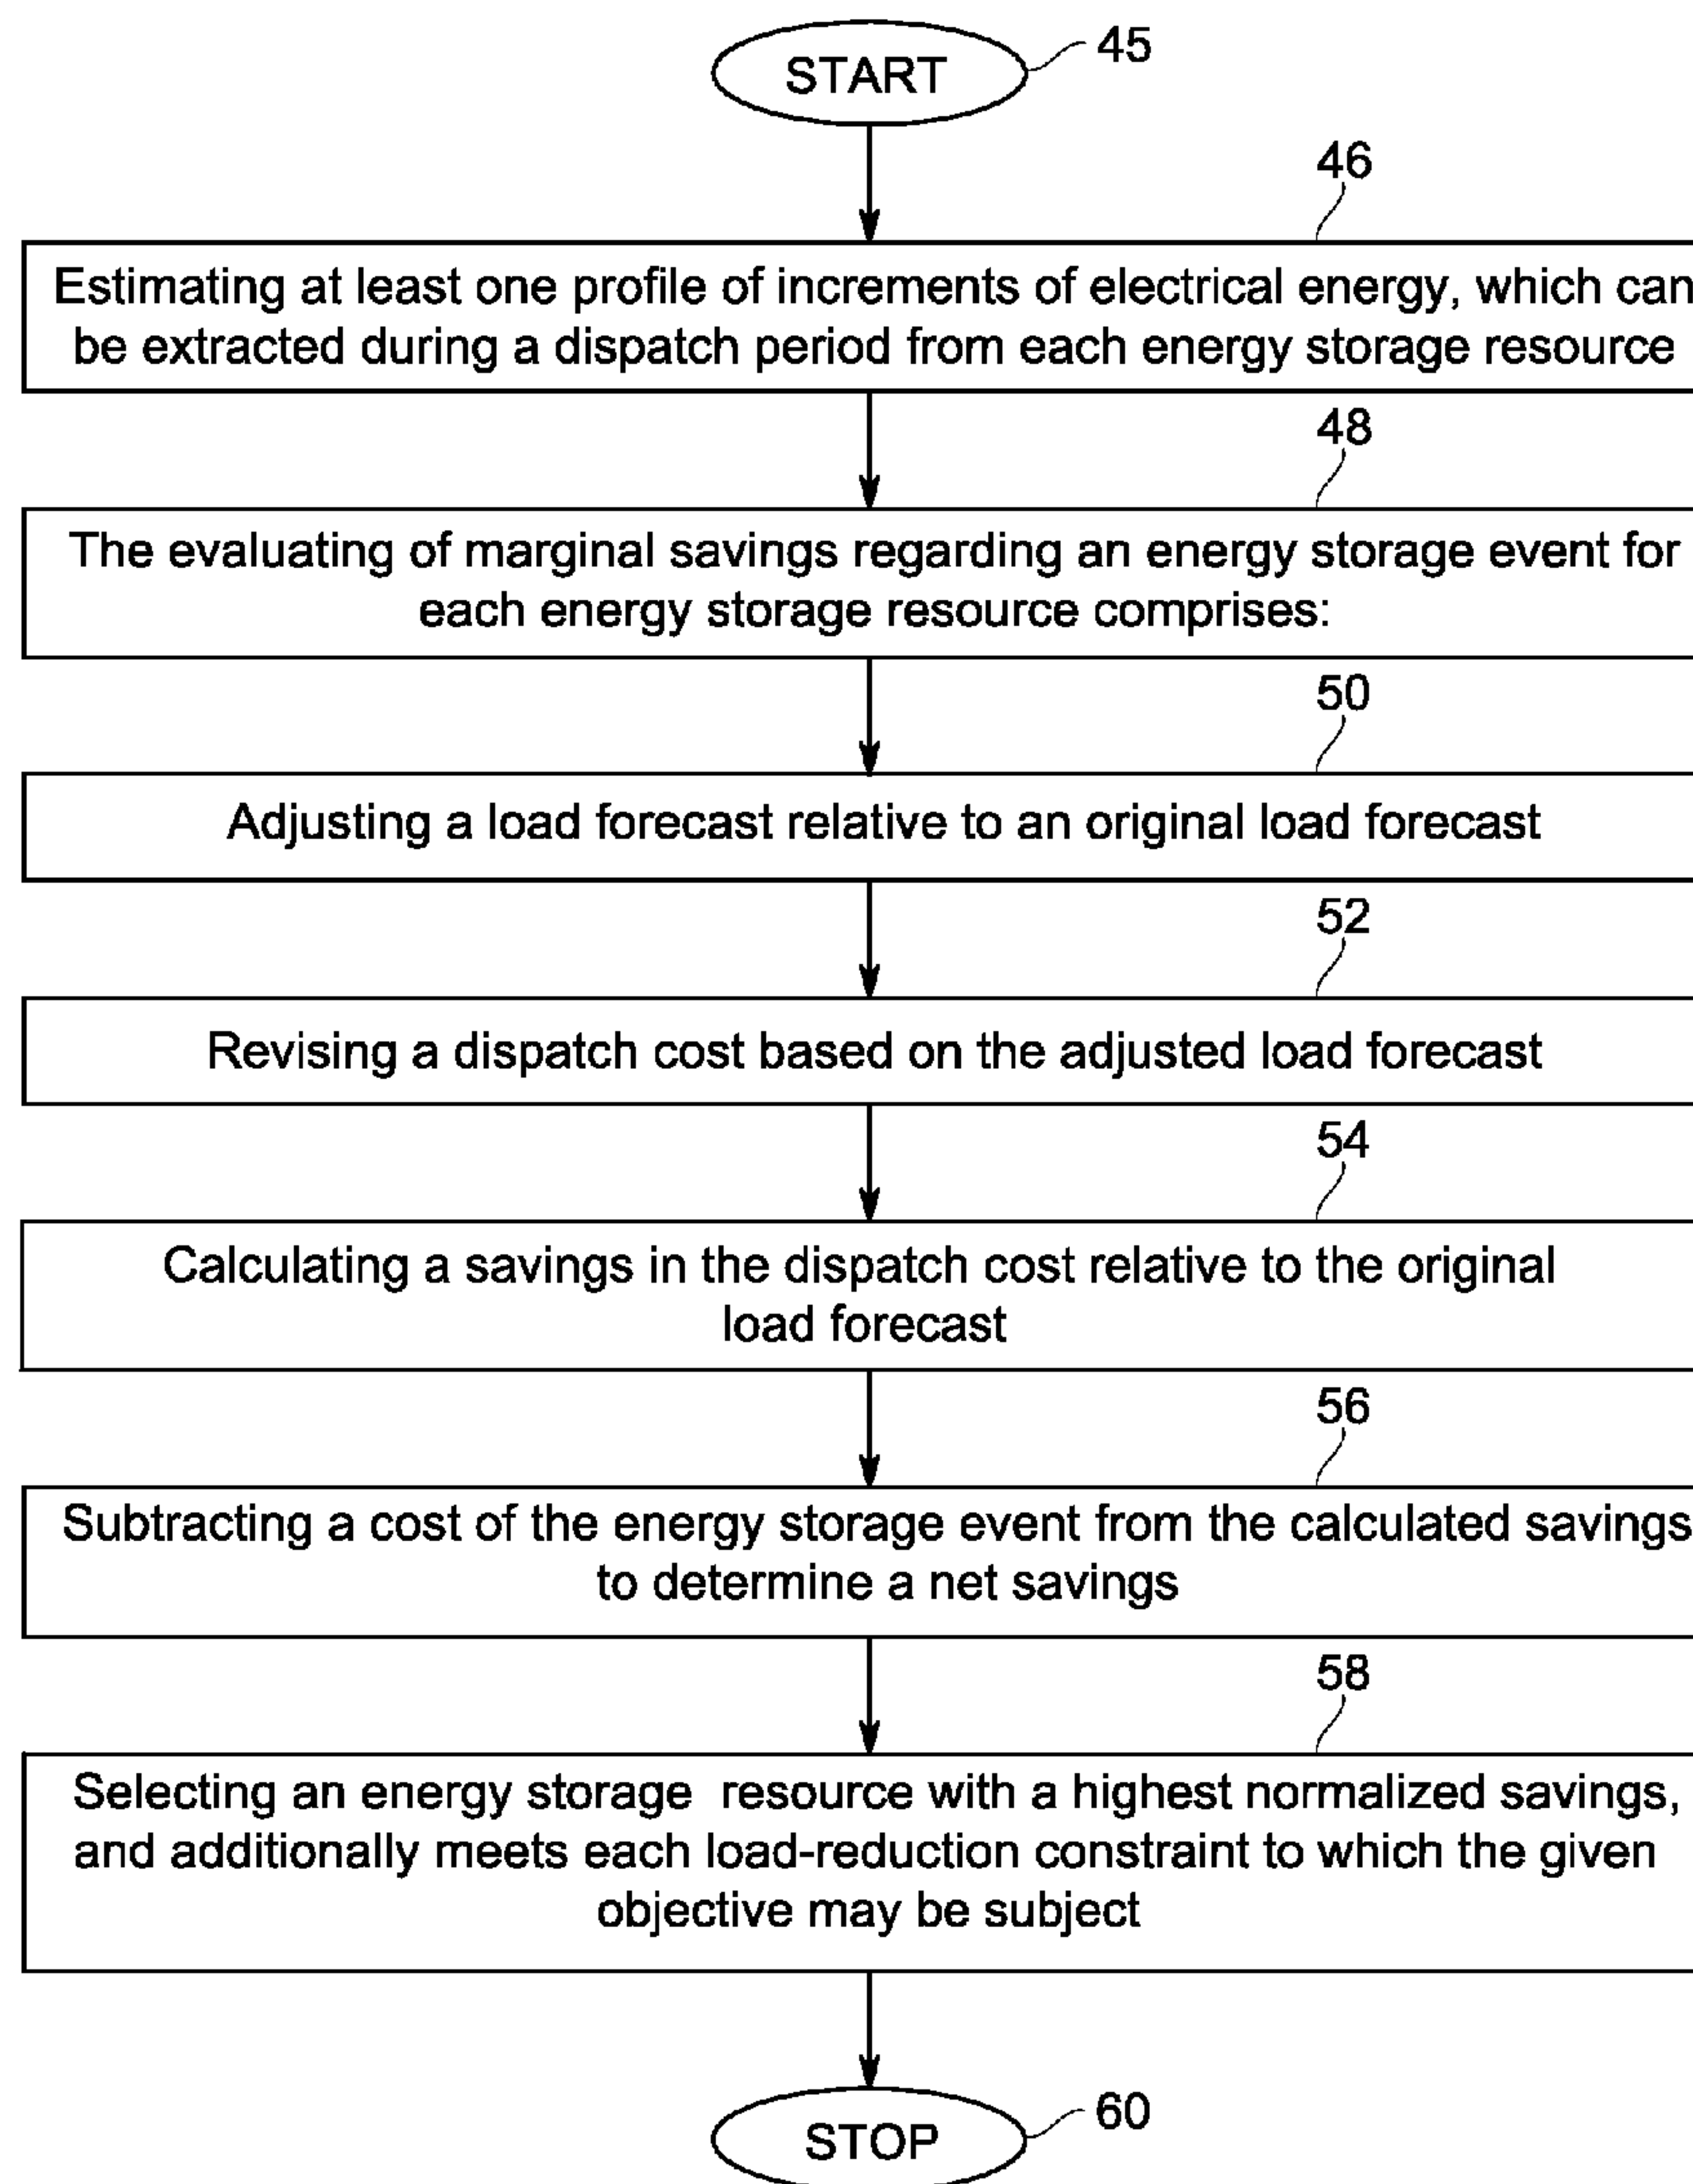 START
45
46
Estimating at least one profile of increments of electrical energy, which can
be extracted during a dispatch period from each energy storage resource
48
The evaluating of marginal savings regarding an energy storage event for
each energy storage resource comprises:
50
Adjusting a load forecast relative to an original load forecast
52
Revising a dispatch cost based on the adjusted load forecast
54
Calculating a savings in the dispatch cost relative to the original
load forecast
56
Subtracting a cost of the energy storage event from the calculated savings
to determine a net savings
58
Selecting an energy storage resource with a highest normalized savings,
and additionally meets each load-reduction constraint to which the given
objective may be subject
STOP
60